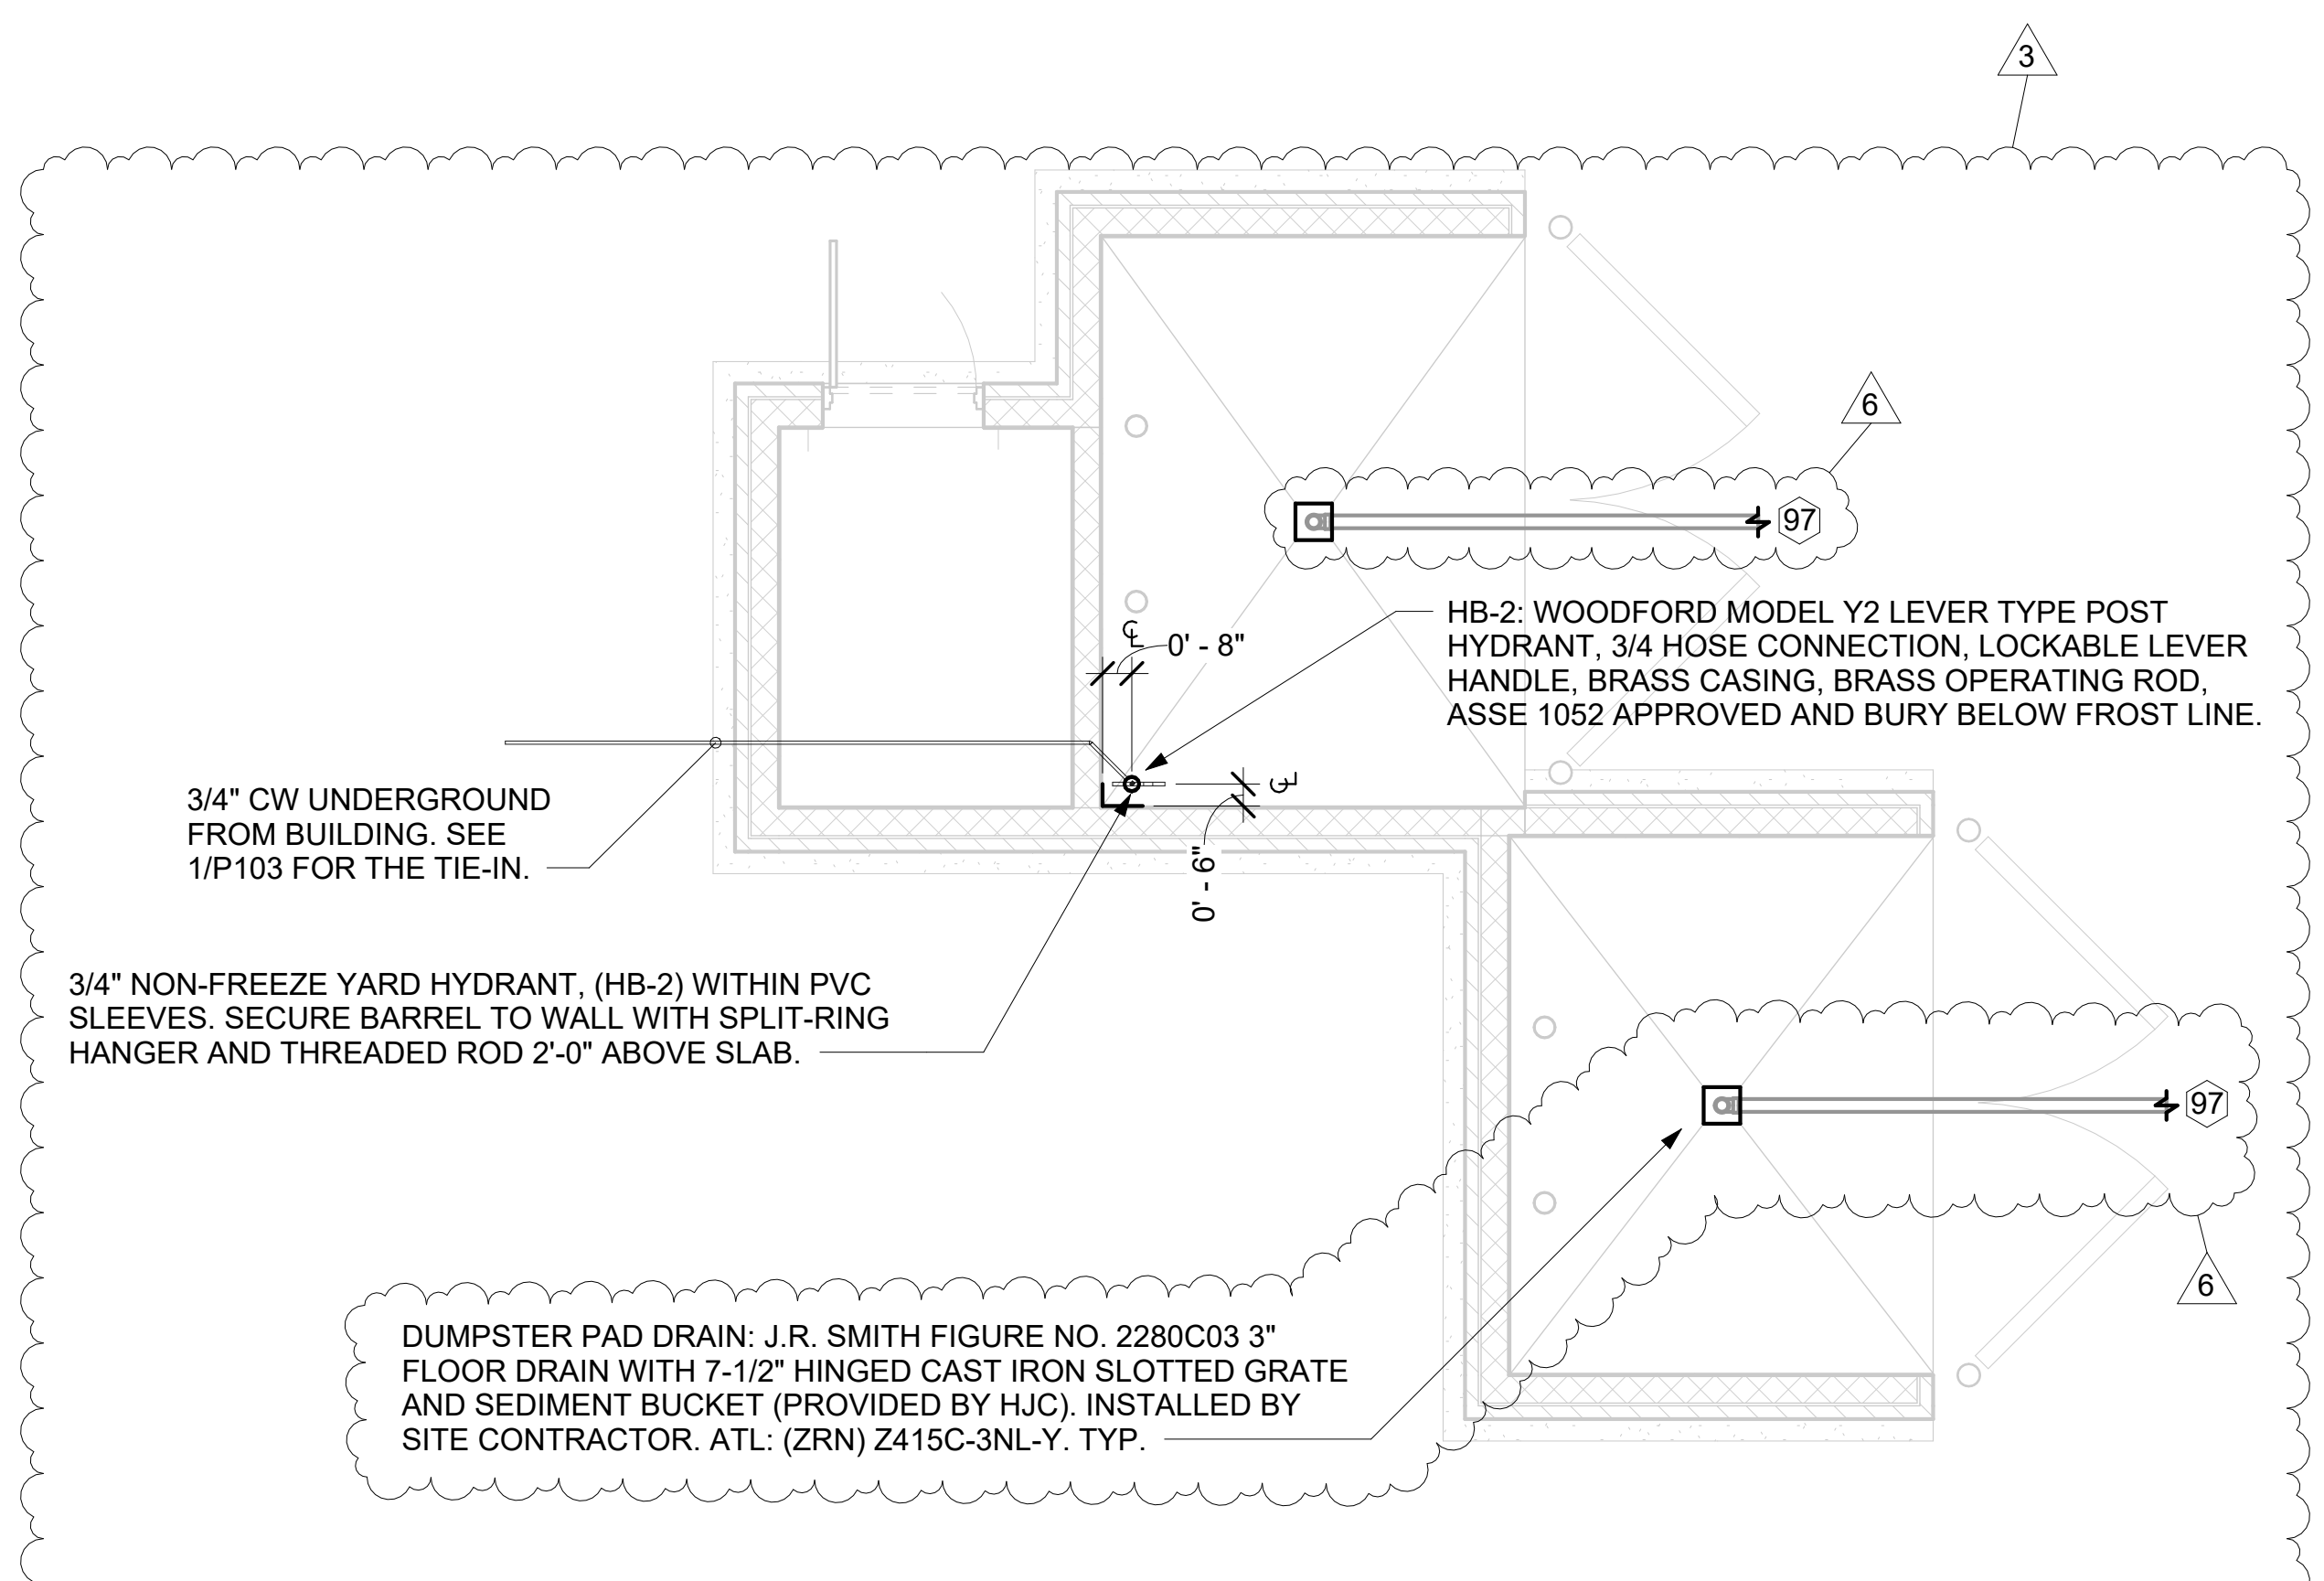 3
6
97
HB-2: WOODFORD MODEL Y2 LEVER TYPE POST
HYDRANT, 3/4 HOSE CONNECTION, LOCKABLE LEVER
HANDLE, BRASS CASING, BRASS OPERATING ROD,
ASSE 1052 APPROVED AND BURY BELOW FROST LINE.
0' - 8"
0' - 6"
3/4" CW UNDERGROUND
FROM BUILDING. SEE
1/P103 FOR THE TIE-IN.
3/4" NON-FREEZE YARD HYDRANT, (HB-2) WITHIN PVC
SLEEVES. SECURE BARREL TO WALL WITH SPLIT-RING
HANGER AND THREADED ROD 2'-0" ABOVE SLAB.
97
6
DUMPSTER PAD DRAIN: J.R. SMITH FIGURE NO. 2280C03 3"
FLOOR DRAIN WITH 7-1/2" HINGED CAST IRON SLOTTED GRATE
AND SEDIMENT BUCKET (PROVIDED BY HJC). INSTALLED BY
SITE CONTRACTOR. ATL: (ZRN) Z415C-3NL-Y. TYP.